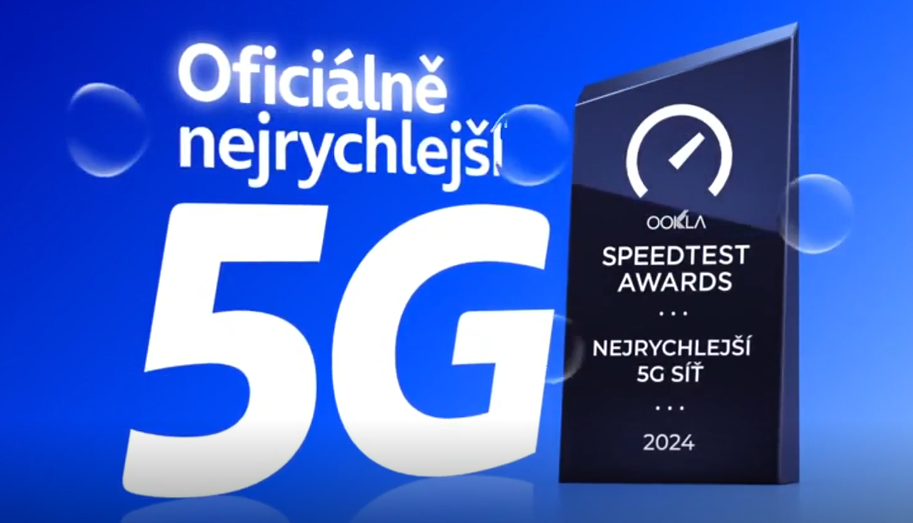 Oficiálně
nejrychlejší
5G
OOKLA
SPEEDTEST
AWARDS
...
NEJRYCHLEJŠÍ
5G SÍŤ
...
2024